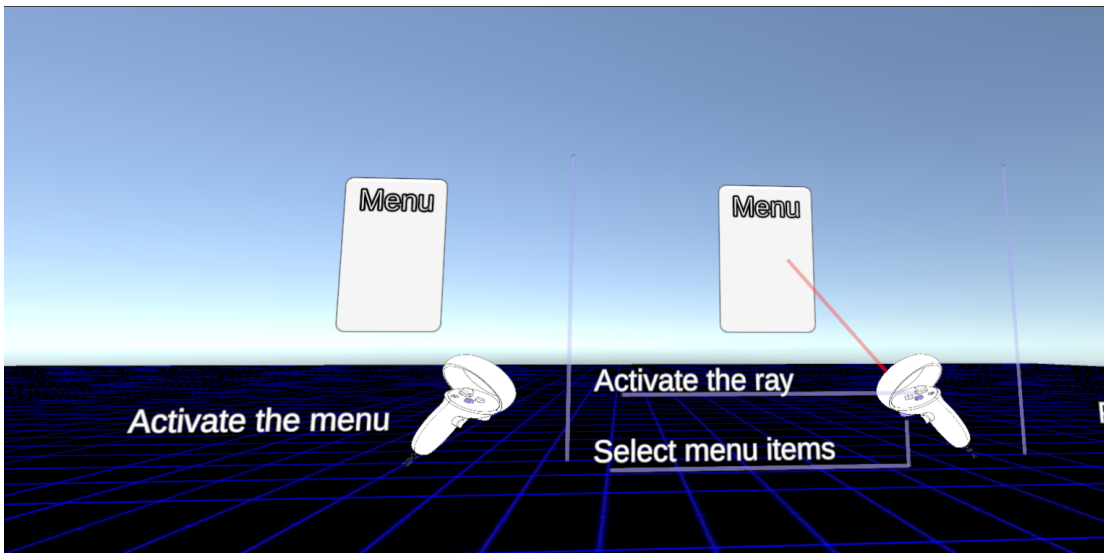 Menu
Menu
Activate the menu
Activate the ray
Select menu items